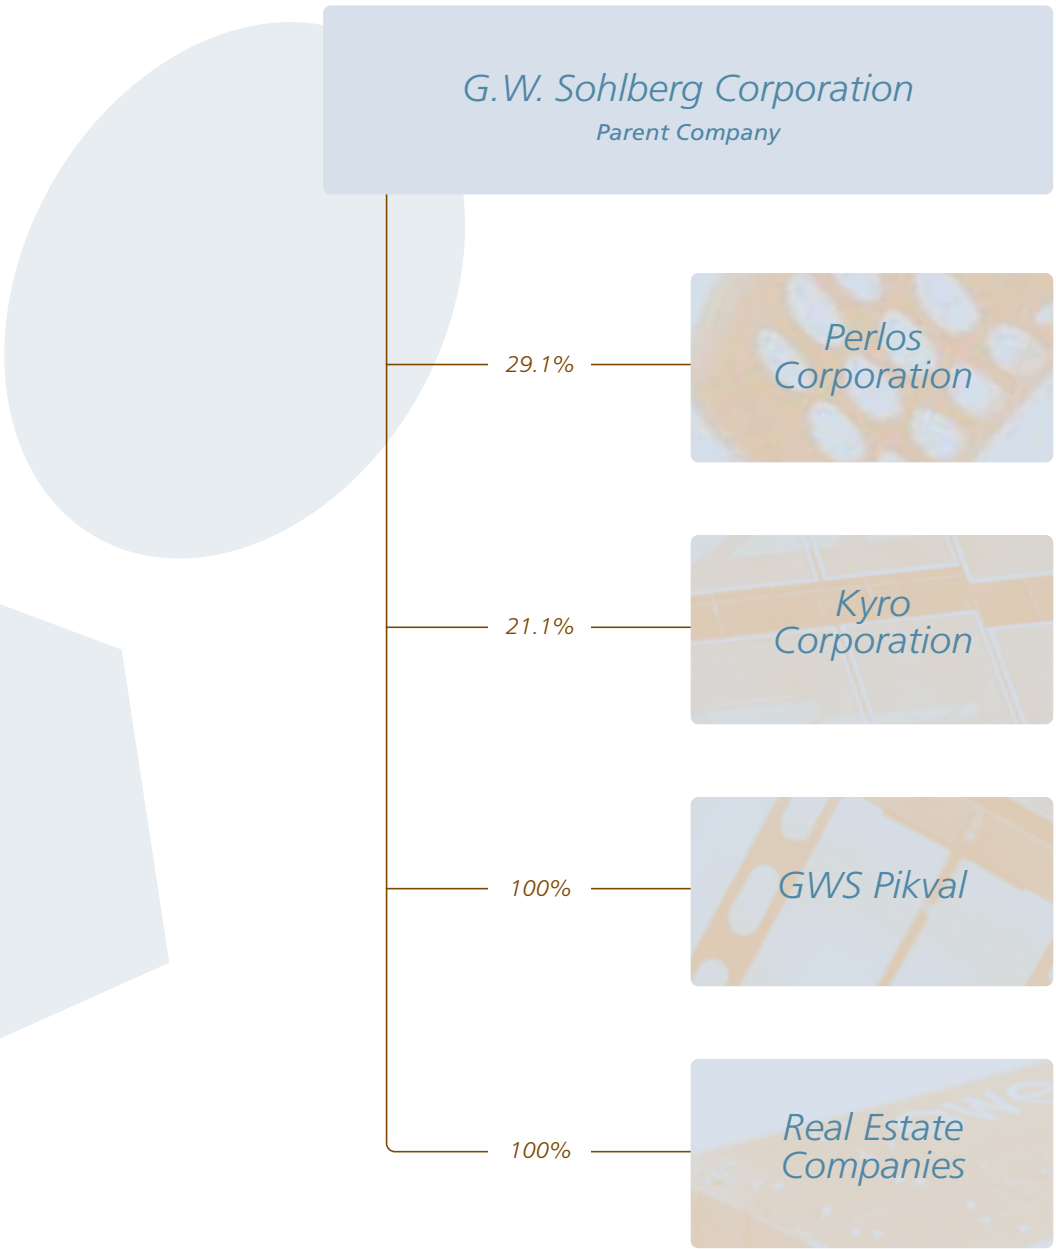 G.W. Sohlberg Corporation
Parent Company
29.1%
Perlos
Corporation
21.1%
Kyro
Corporation
100%
GWS Pikval
100%
Real Estate
Companies